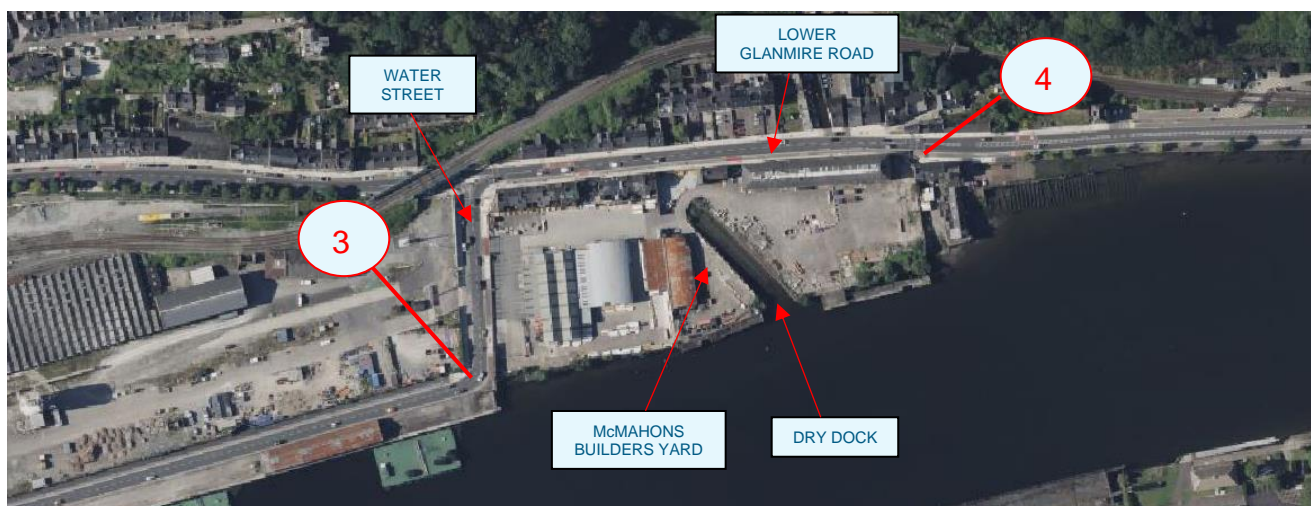 LOWER
GLANMIRE ROAD
4
WATER
STREET
3
McMAHONS
BUILDERS YARD
DRY DOCK